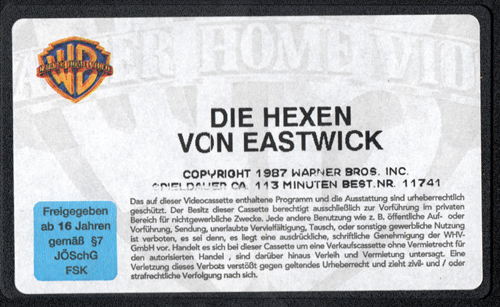 WARNER HOME VIDEO
DIE HEXEN
VON EASTWICK
COPYRIGHT 1987 WARNER BROS. INC.
SPIELDAUER CA. 113 MINUTEN BEST.NR. 11741
Freigegeben
ab 16 Jahren
gemäß §7
JÖSchG
FSK
Das auf dieser Videocassette enthaltene Programm und die Ausstattung sind urheberrechtlich
geschützt. Der Besitz dieser Cassette berechtigt ausschließlich zur Vorführung im privaten
Bereich für nichtgewerbliche Zwecke. Jede andere Benutzung wie z. B. öffentliche Auf- oder
Vorführung, Sendung, unerlaubte Vervielfältigung, Tausch, oder sonstige gewerbliche Nutzung
ist verboten, es sei denn, es liegt eine ausdrückliche, schriftliche Genehmigung der WHV-
GmbH vor. Handelt es sich bei dieser Cassette um eine Verkaufscassette ohne Vermietrecht für
den autorisierten Handel , sind darüber hinaus Verleih und Vermietung untersagt. Eine
Verletzung dieses Verbots verstößt gegen geltendes Urheberrecht und zieht zivil- und / oder
strafrechtliche Verfolgung nach sich.